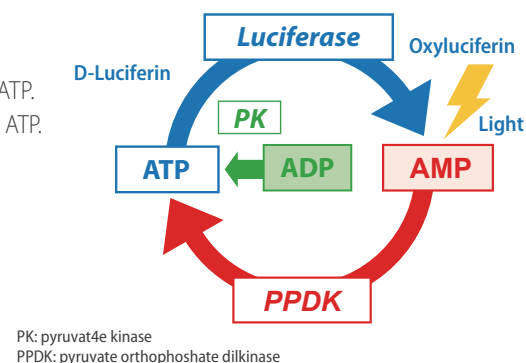 Luciferase
Oxyluciferin
D-Luciferin
ATP.
ATP.
Light
PK
ATP
ADP
AMP
PPDK
PK: pyruvat4e kinase
PPDK: pyruvate orthophoshate dilkinase